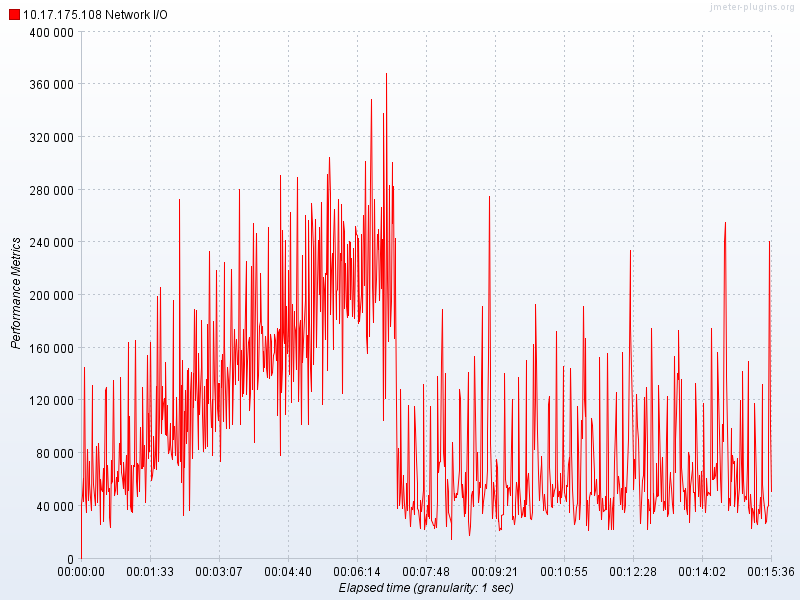 jmeter-plugins.org
10.17.175.108 Network I/O
400 000
360 000
320 000
280 000
240 000
200 000
160 000
120 000
80 000
40 000
0
Performance Metrics
00:00:00 00:01:33 00:03:07 00:04:40 00:06:14 00:07:48 00:09:21 00:10:55 00:12:28 00:14:02 00:15:36
Elapsed time (granularity: 1 sec)